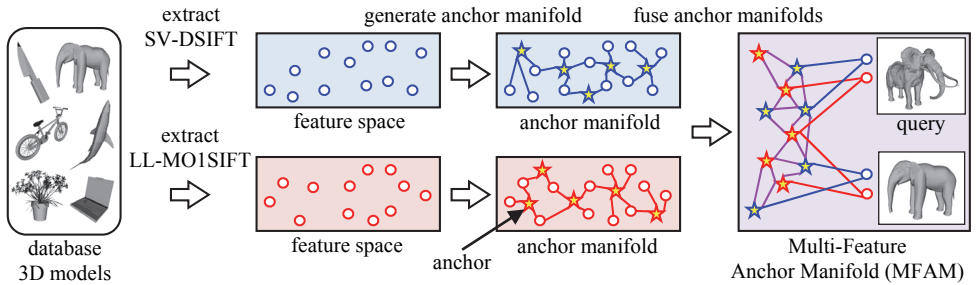 extract
SV-DSIFT
generate anchor manifold
fuse anchor manifolds
feature space
anchor manifold
extract
LL-MO1SIFT
feature space
anchor manifold
anchor
database
3D models
query
Multi-Feature
Anchor Manifold (MFAM)